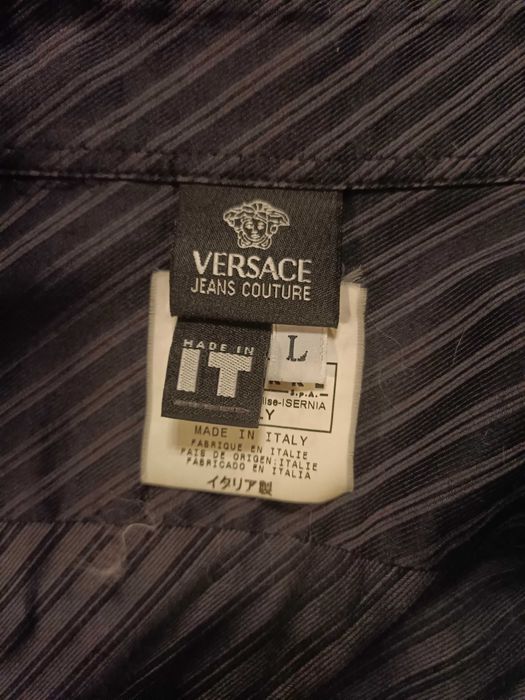 VERSACE
JEANS COUTURE
MADE IN
IT
L
S.p.A.
ISERNIA
LY
MADE IN ITALY
FABRIQUE EN ITALIE
PAIS DE ORIGEN:ITALIE
FABRICADO EN ITALIA
イタリア製